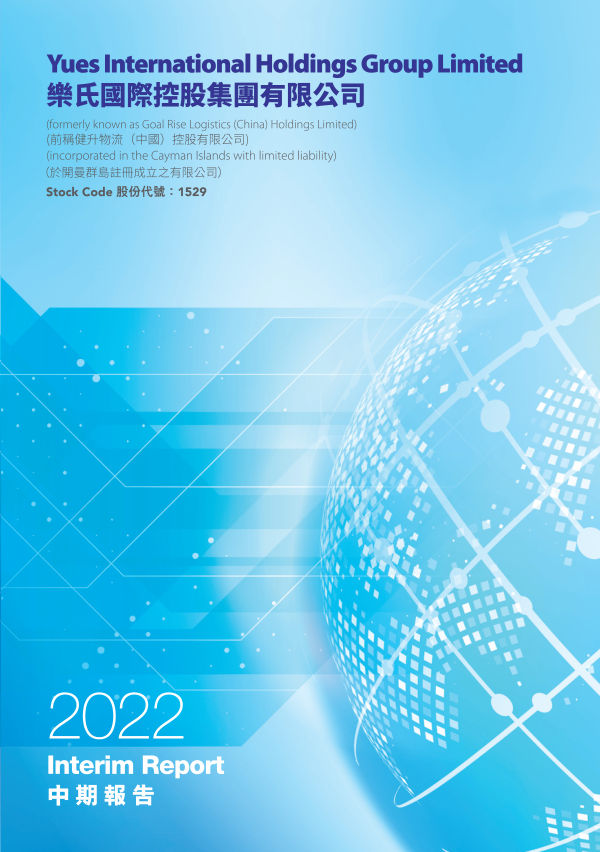 Yues International Holdings Group Limited
樂氏國際控股集團有限公司
(formerly known as Goal Rise Logistics (China) Holdings Limited)
(前稱健升物流（中國）控股有限公司)
(incorporated in the Cayman Islands with limited liability)
(於開曼群島註冊成立之有限公司)
Stock Code 股份代號：1529
2022
Interim Report
中期報告